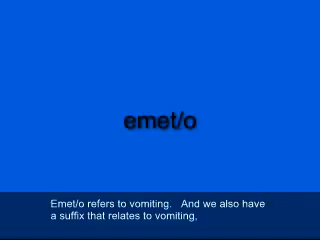 emet/o
Emet/o refers to vomiting.   And we also have
a suffix that relates to vomiting,